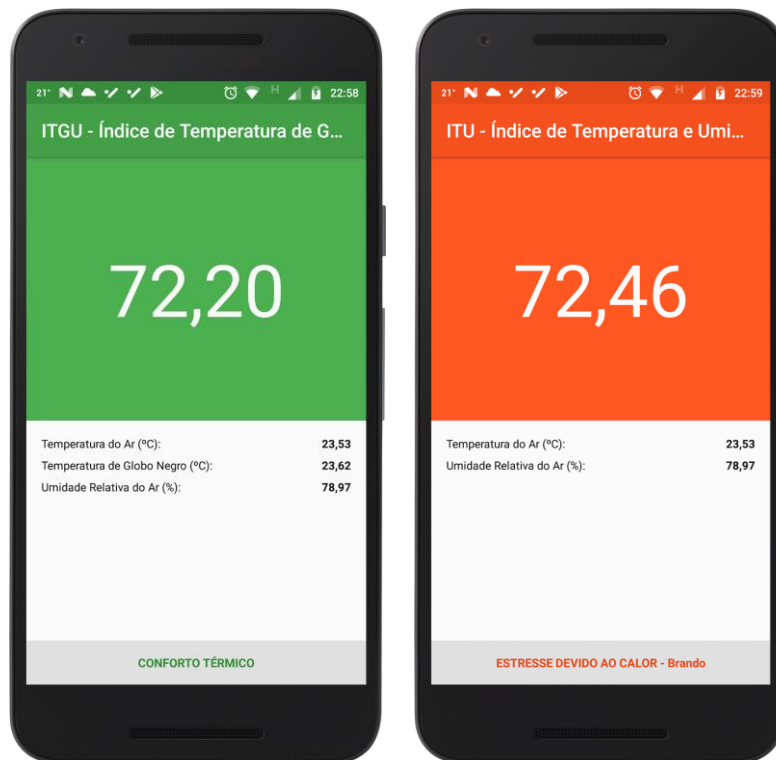 21° H 22:58
ITGU - Índice de Temperatura de G...
72,20
Temperatura do Ar (ºC): 23,53
Temperatura de Globo Negro (ºC): 23,62
Umidade Relativa do Ar (%): 78,97
CONFORTO TÉRMICO
21° H 22:59
ITU - Índice de Temperatura e Umi...
72,46
Temperatura do Ar (ºC): 23,53
Umidade Relativa do Ar (%): 78,97
ESTRESSE DEVIDO AO CALOR - Brando